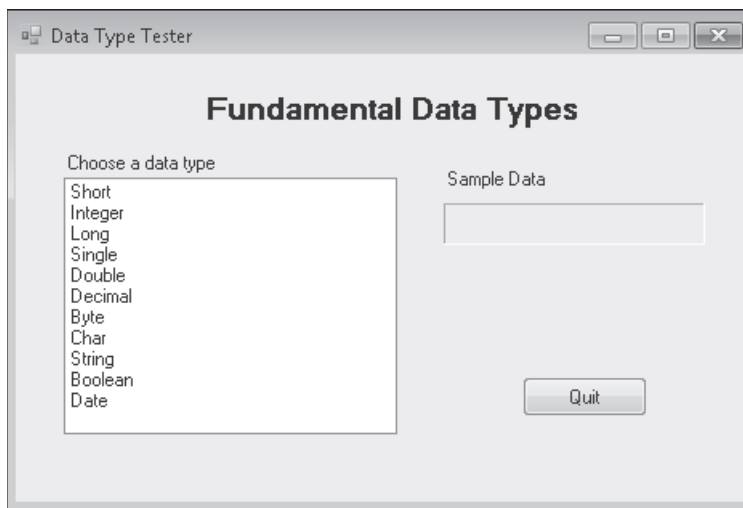 Data Type Tester
Fundamental Data Types
Choose a data type
Short
Integer
Long
Single
Double
Decimal
Byte
Char
String
Boolean
Date
Sample Data
Quit